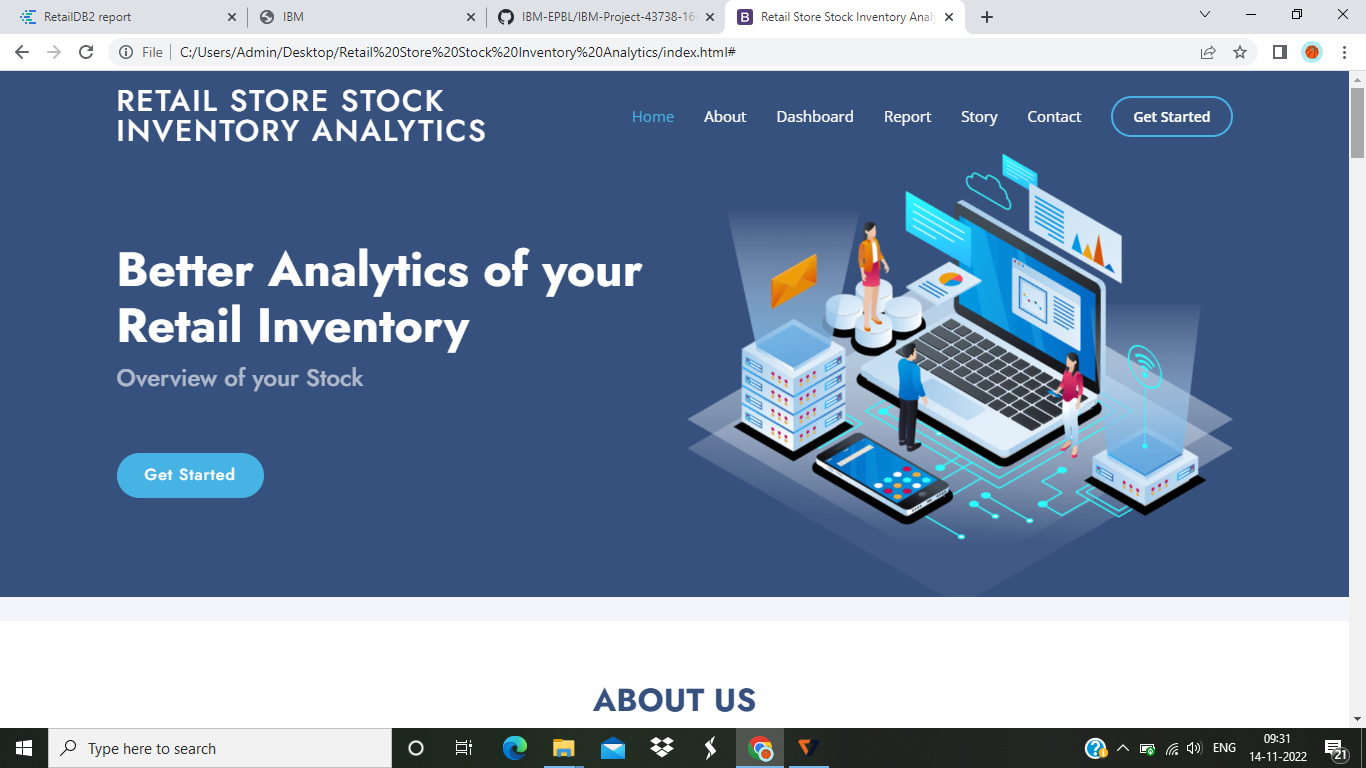 RetailDB2 report
IBM
IBM-EPBL/IBM-Project-43738-16
Retail Store Stock Inventory Anal
File
C:/Users/Admin/Desktop/Retail%20Store%20Stock%20Inventory%20Analytics/index.html#
RETAIL STORE STOCK
INVENTORY ANALYTICS
Home
About
Dashboard
Report
Story
Contact
Get Started
Better Analytics of your
Retail Inventory
Overview of your Stock
Get Started
ABOUT US
Type here to search
ENG
09:31
14-11-2022
21